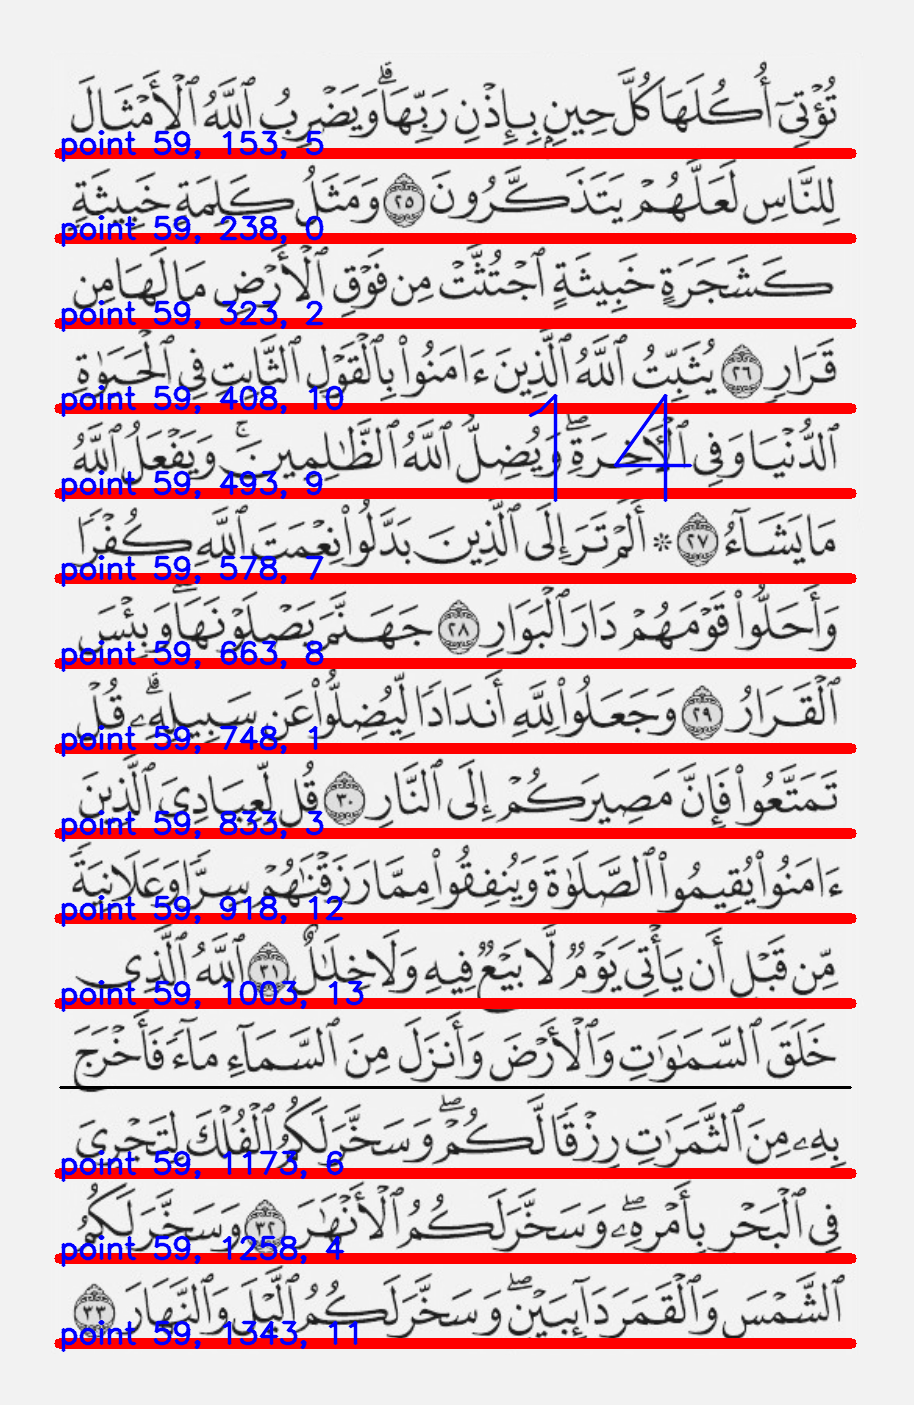 تُؤْتِىٓ أُكُلَهَا كُلَّ حِينٍۭ بِإِذْنِ رَبِّهَا ۗ وَيَضْرِبُ ٱللَّهُ ٱلْأَمْثَالَ
point 59, 153, 5
لِلنَّاسِ لَعَلَّهُمْ يَتَذَكَّرُونَ ٢٥ وَمَثَلُ كَلِمَةٍ خَبِيثَةٍ
point 59, 238, 0
كَشَجَرَةٍ خَبِيثَةٍ ٱجْتُثَّتْ مِن فَوْقِ ٱلْأَرْضِ مَا لَهَا مِن
point 59, 323, 2
قَرَارٍ ٢٦ يُثَبِّتُ ٱللَّهُ ٱلَّذِينَ ءَامَنُوا۟ بِٱلْقَوْلِ ٱلثَّابِتِ فِى ٱلْحَيَوٰةِ
point 59, 408, 10
14
ٱلدُّنْيَا وَفِى ٱلْأَخِرَةِ ۖ وَيُضِلُّ ٱللَّهُ ٱلظَّٰلِمِينَ ۚ وَيَفْعَلُ ٱللَّهُ
point 59, 493, 9
مَا يَشَآءُ ٢٧ ۞ أَلَمْ تَرَ إِلَى ٱلَّذِينَ بَدَّلُوا۟ نِعْمَتَ ٱللَّهِ كُفْرًا
point 59, 578, 7
وَأَحَلُّوا۟ قَوْمَهُمْ دَارَ ٱلْبَوَارِ ٢٨ جَهَنَّمَ يَصْلَوْنَهَا ۖ وَبِئْسَ
point 59, 663, 8
ٱلْقَرَارُ ٢٩ وَجَعَلُوا۟ لِلَّهِ أَندَادًا لِّيُضِلُّوا۟ عَن سَبِيلِهِۦ ۗ قُلْ
point 59, 748, 1
تَمَتَّعُوا۟ فَإِنَّ مَصِيرَكُمْ إِلَى ٱلنَّارِ ٣٠ قُل لِّعِبَادِىَ ٱلَّذِينَ
point 59, 833, 3
ءَامَنُوا۟ يُقِيمُوا۟ ٱلصَّلَوٰةَ وَيُنفِقُوا۟ مِمَّا رَزَقْنَٰهُمْ سِرًّا وَعَلَانِيَةً
point 59, 918, 12
مِّن قَبْلِ أَن يَأْتِىَ يَوْمٌ لَّا بَيْعٌ فِيهِ وَلَا خِلَٰلٌ ٣١ ٱللَّهُ ٱلَّذِى
point 59, 1003, 13
خَلَقَ ٱلسَّمَٰوَٰتِ وَٱلْأَرْضَ وَأَنزَلَ مِنَ ٱلسَّمَآءِ مَآءً فَأَخْرَجَ
بِهِۦ مِنَ ٱلثَّمَرَٰتِ رِزْقًا لَّكُمْ ۖ وَسَخَّرَ لَكُمُ ٱلْفُلْكَ لِتَجْرِىَ
point 59, 1173, 6
فِى ٱلْبَحْرِ بِأَمْرِهِۦ ۖ وَسَخَّرَ لَكُمُ ٱلْأَنْهَٰرَ ٣٢ وَسَخَّرَ لَكُمُ
point 59, 1258, 4
ٱلشَّمْسَ وَٱلْقَمَرَ دَآئِبَيْنِ ۖ وَسَخَّرَ لَكُمُ ٱلَّيْلَ وَٱلنَّهَارَ ٣٣
point 59, 1343, 11